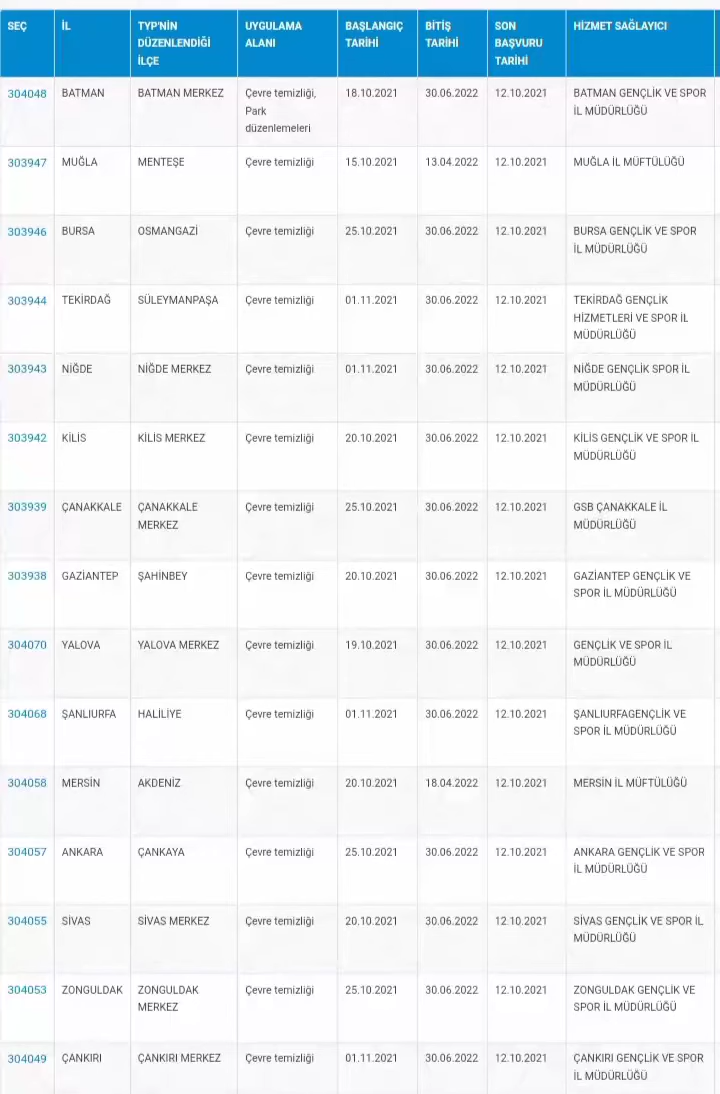 SEÇ İL TYP'NİN DÜZENLENDİĞİ İLÇE UYGULAMA ALANI BAŞLANGIÇ TARİHİ BİTİŞ TARİHİ SON BAŞVURU TARİHİ HİZMET SAĞLAYICI
304048 BATMAN BATMAN MERKEZ Çevre temizliği, Park düzenlemeleri 18.10.2021 30.06.2022 12.10.2021 BATMAN GENÇLİK VE SPOR İL MÜDÜRLÜĞÜ
303947 MUĞLA MENTEŞE Çevre temizliği 15.10.2021 13.04.2022 12.10.2021 MUĞLA İL MÜFTÜLÜĞÜ
303946 BURSA OSMANGAZİ Çevre temizliği 25.10.2021 30.06.2022 12.10.2021 BURSA GENÇLİK VE SPOR İL MÜDÜRLÜĞÜ
303944 TEKİRDAĞ SÜLEYMANPAŞA Çevre temizliği 01.11.2021 30.06.2022 12.10.2021 TEKİRDAĞ GENÇLİK HİZMETLERİ VE SPOR İL MÜDÜRLÜĞÜ
303943 NİĞDE NİĞDE MERKEZ Çevre temizliği 01.11.2021 30.06.2022 12.10.2021 NİĞDE GENÇLİK SPOR İL MÜDÜRLÜĞÜ
303942 KİLİS KİLİS MERKEZ Çevre temizliği 20.10.2021 30.06.2022 12.10.2021 KİLİS GENÇLİK VE SPOR İL MÜDÜRLÜĞÜ
303939 ÇANAKKALE ÇANAKKALE MERKEZ Çevre temizliği 25.10.2021 30.06.2022 12.10.2021 GSB ÇANAKKALE İL MÜDÜRLÜĞÜ
303938 GAZİANTEP ŞAHİNBEY Çevre temizliği 20.10.2021 30.06.2022 12.10.2021 GAZİANTEP GENÇLİK VE SPOR İL MÜDÜRLÜĞÜ
304070 YALOVA YALOVA MERKEZ Çevre temizliği 19.10.2021 30.06.2022 12.10.2021 GENÇLİK VE SPOR İL MÜDÜRLÜĞÜ
304068 ŞANLIURFA HALİLİYE Çevre temizliği 01.11.2021 30.06.2022 12.10.2021 ŞANLIURFAGENÇLİK VE SPOR İL MÜDÜRLÜĞÜ
304058 MERSİN AKDENİZ Çevre temizliği 20.10.2021 18.04.2022 12.10.2021 MERSİN İL MÜFTÜLÜĞÜ
304057 ANKARA ÇANKAYA Çevre temizliği 25.10.2021 30.06.2022 12.10.2021 ANKARA GENÇLİK VE SPOR İL MÜDÜRLÜĞÜ
304055 SİVAS SİVAS MERKEZ Çevre temizliği 20.10.2021 30.06.2022 12.10.2021 SİVAS GENÇLİK VE SPOR İL MÜDÜRLÜĞÜ
304053 ZONGULDAK ZONGULDAK MERKEZ Çevre temizliği 25.10.2021 30.06.2022 12.10.2021 ZONGULDAK GENÇLİK VE SPOR İL MÜDÜRLÜĞÜ
304049 ÇANKIRI ÇANKIRI MERKEZ Çevre temizliği 01.11.2021 30.06.2022 12.10.2021 ÇANKIRI GENÇLİK VE SPOR İL MÜDÜRLÜĞÜ